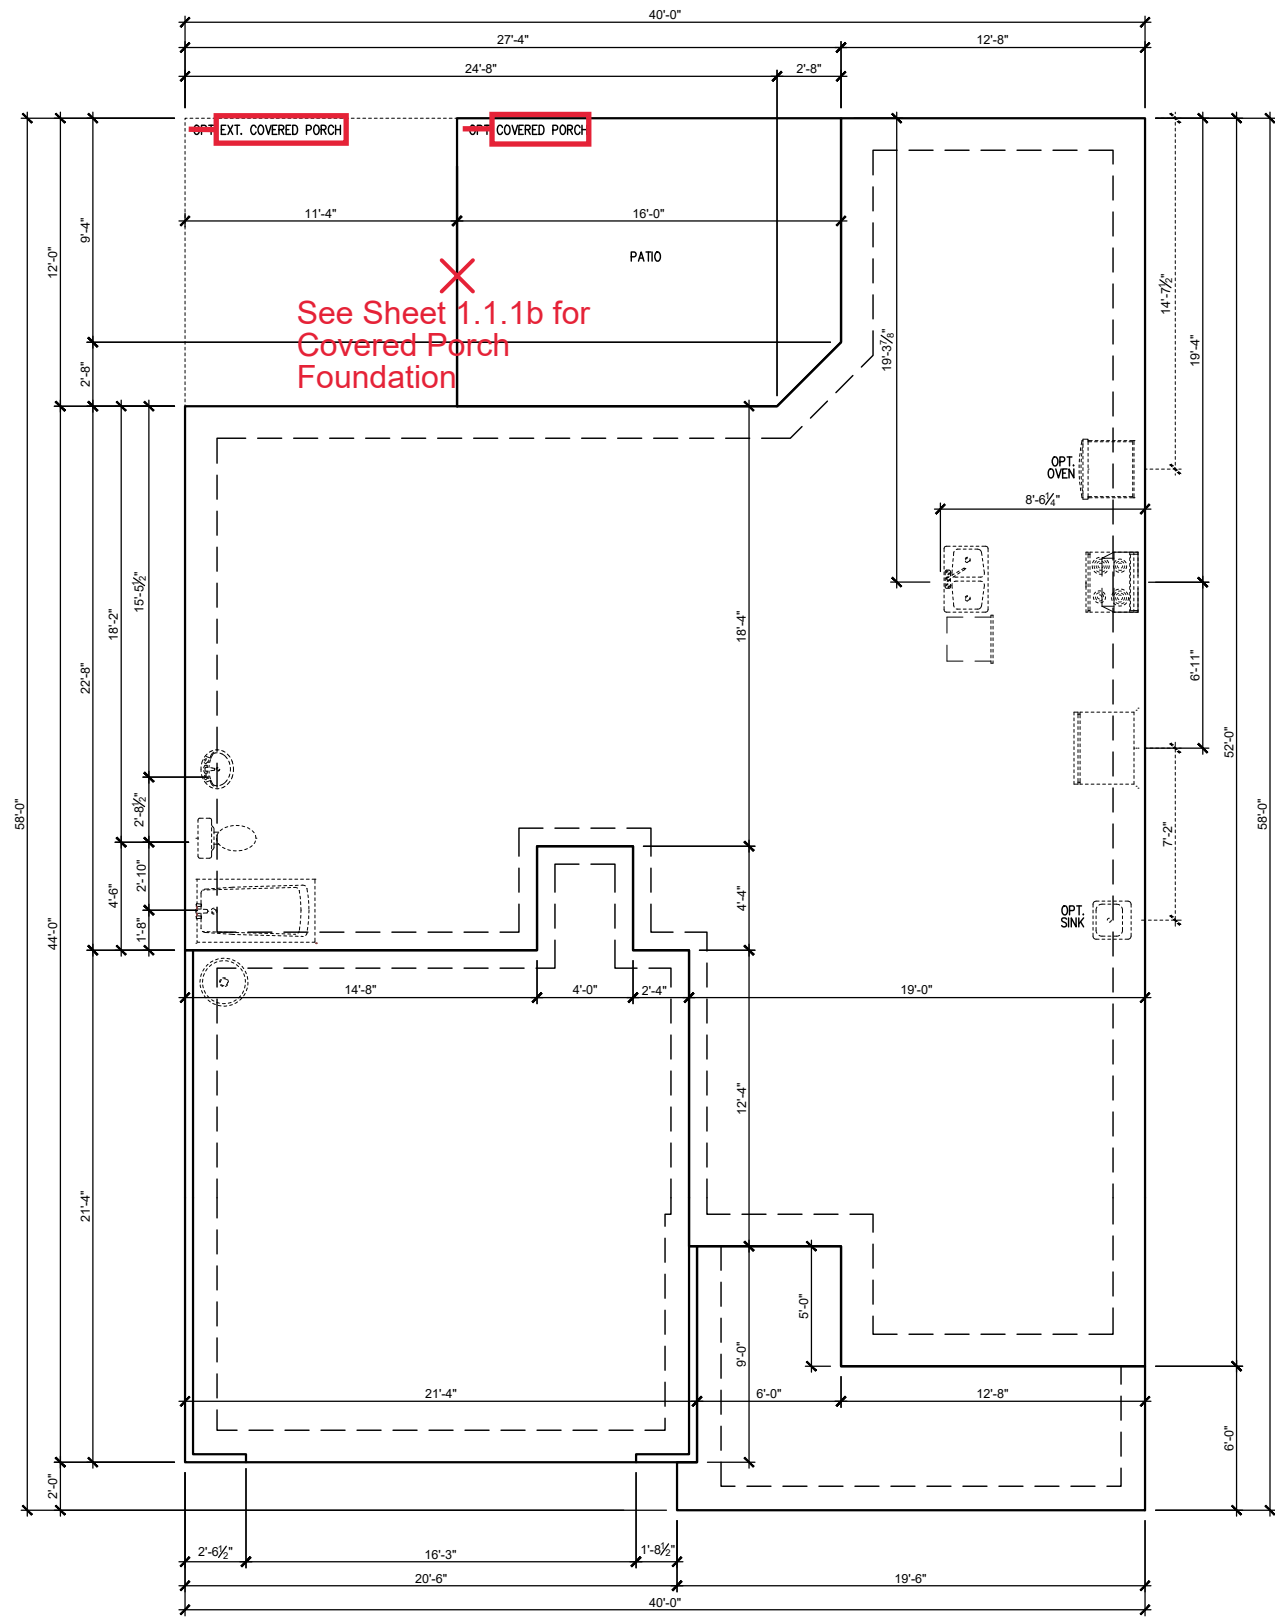 40'-0"
27'-4" 12'-8"
24'-8" 2'-8"
OPT EXT. COVERED PORCH OPT COVERED PORCH
11'-4" 16'-0"
9'-4"
12'-0"
PATIO
14'-7½"
See Sheet 1.1.1b for
Covered Porch
Foundation
19'-3⅞"
19'-4"
2'-8"
OPT.
OVEN
8'-6¼"
15'-5½"
18'-2"
18'-4"
22'-8"
6'-11"
52'-0"
58'-0"
58'-0"
2'-8½"
7'-2"
2'-10"
4'-6"
4'-4"
1'-8"
44'-0"
OPT.
SINK
14'-8" 4'-0" 2'-4" 19'-0"
12'-4"
21'-4"
5'-0"
9'-0"
21'-4" 6'-0" 12'-8"
6'-0"
2'-0"
2'-6½" 16'-3" 1'-8½"
20'-6" 19'-6"
40'-0"